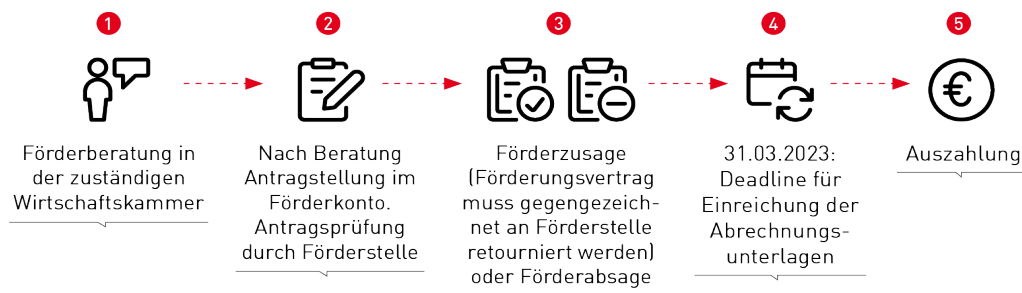 1
Förderberatung in
der zuständigen
Wirtschaftskammer
2
Nach Beratung
Antragstellung im
Förderkonto.
Antragsprüfung
durch Förderstelle
3
Förderzusage
(Förderungsvertrag
muss gegengezeich-
net an Förderstelle
retourniert werden)
oder Förderabsage
4
31.03.2023:
Deadline für
Einreichung der
Abrechnungs-
unterlagen
5
€
Auszahlung